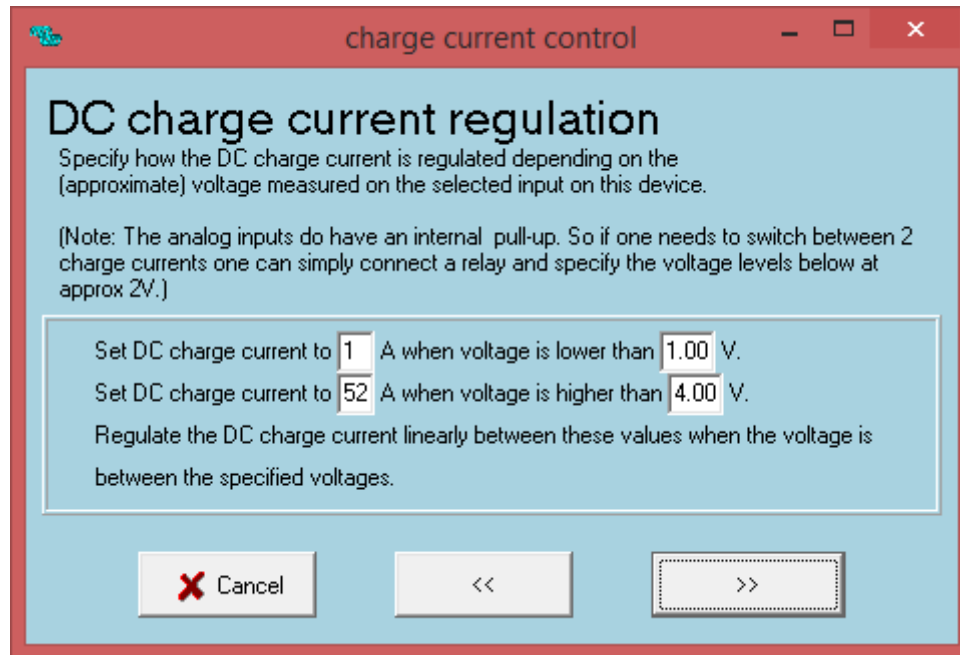 charge current control
DC charge current regulation
Specify how the DC charge current is regulated depending on the
(approximate) voltage measured on the selected input on this device.
(Note: The analog inputs do have an internal pull-up. So if one needs to switch between 2
charge currents one can simply connect a relay and specify the voltage levels below at
approx 2V.)
Set DC charge current to 1 A when voltage is lower than 1.00 V.
Set DC charge current to 52 A when voltage is higher than 4.00 V.
Regulate the DC charge current linearly between these values when the voltage is
between the specified voltages.
Cancel << >>